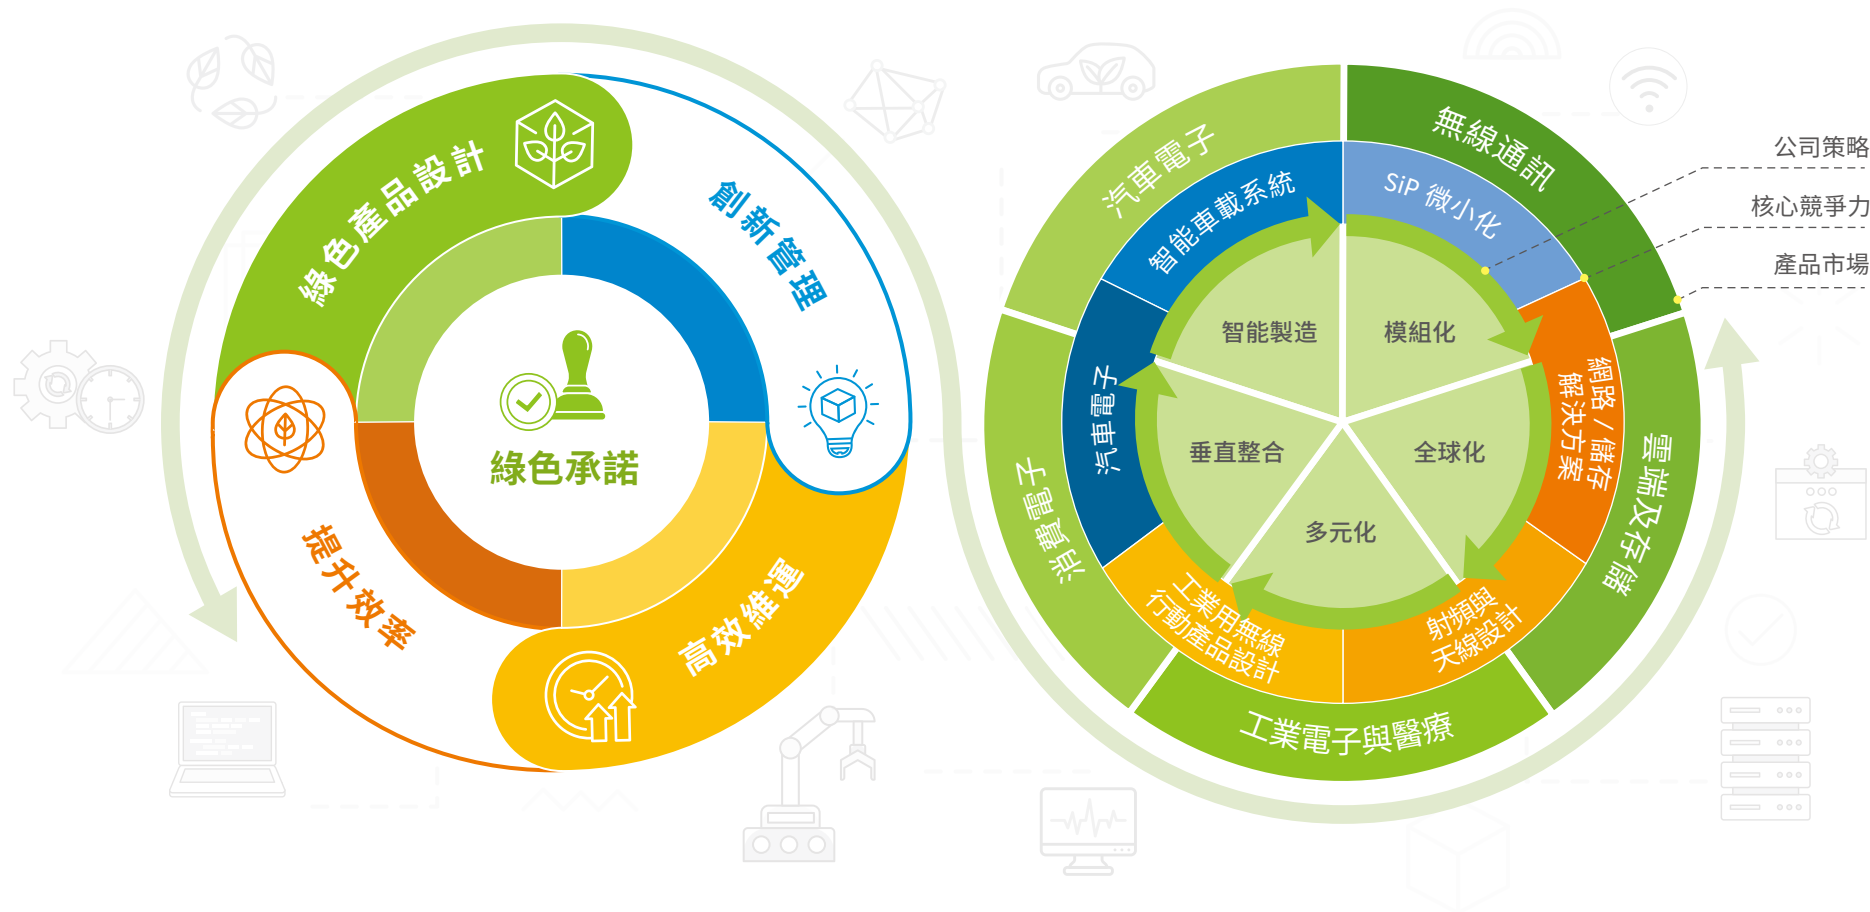 綠色產品設計
創新管理
高效維運
提升效率
綠色承諾
汽車電子
無線通訊
雲端及存儲
工業電子與醫療
消費電子
智能車載系統
SiP 微小化
網路 / 儲存
解決方案
射頻與
天線設計
工業用無線
行動產品設計
汽車電子
智能製造
模組化
全球化
多元化
垂直整合
公司策略
核心競爭力
產品市場